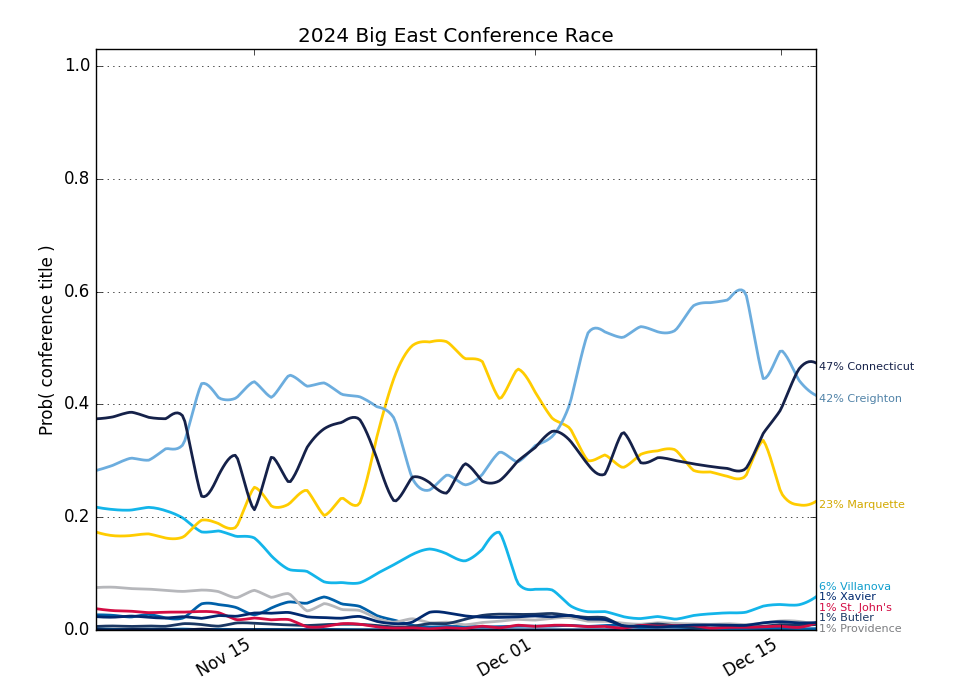 2024 Big East Conference Race
Prob( conference title )
1.0
0.8
0.6
0.4
0.2
0.0
47% Connecticut
42% Creighton
23% Marquette
6% Villanova
1% Xavier
1% St. John's
1% Butler
1% Providence
Nov 15
Dec 01
Dec 15